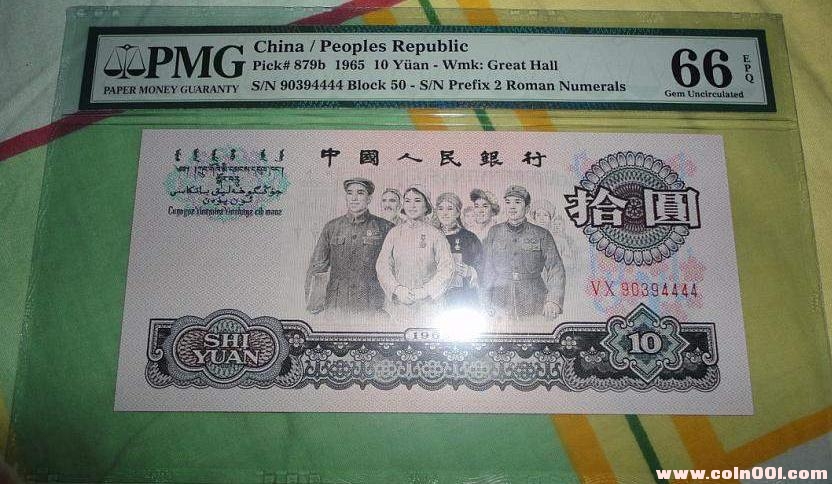 PMG
PAPER MONEY GUARANTY
China / Peoples Republic
Pick# 879b 1965 10 Yüan - Wmk: Great Hall
S/N 90394444 Block 50 - S/N Prefix 2 Roman Numerals
66 EPQ
Gem Uncirculated
中國人民銀行
拾圓
VX 90394444
196
SHI
YUAN
10
www.coin001.com